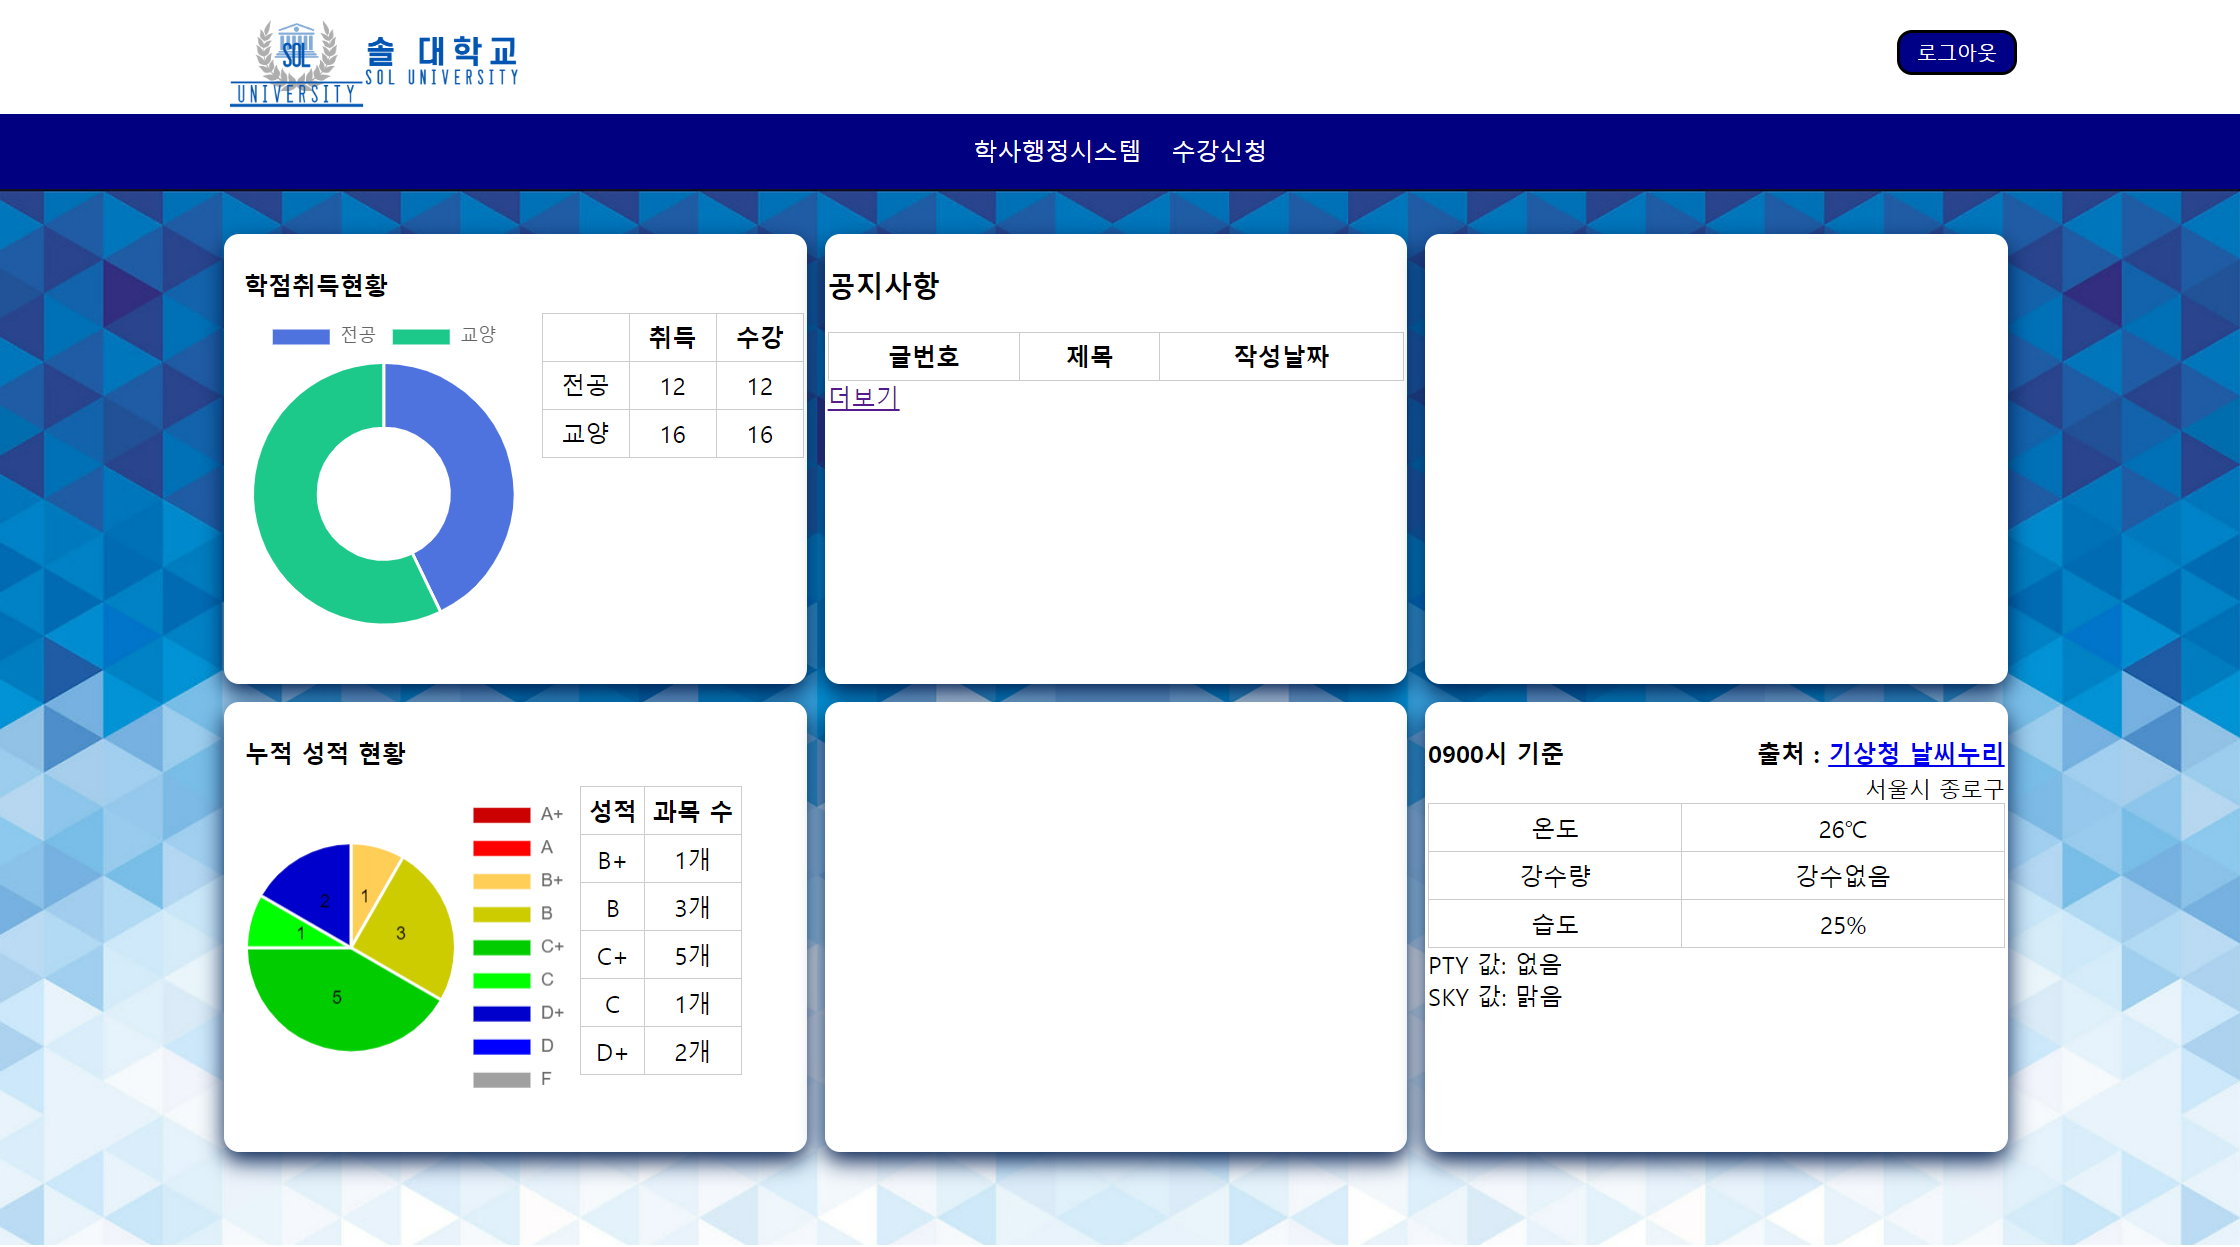 SOL
UNIVERSITY
솔 대학교
SOL UNIVERSITY
로그아웃
학사행정시스템 수강신청
학점취득현황
전공 교양
취득 수강
전공 12 12
교양 16 16
공지사항
글번호 제목 작성날짜
더보기
누적 성적 현황
A+
A
B+
B
C+
C
D+
D
F
2
1
3
1
5
성적 과목 수
B+ 1개
B 3개
C+ 5개
C 1개
D+ 2개
0900시 기준 출처 : 기상청 날씨누리
서울시 종로구
온도 26℃
강수량 강수없음
습도 25%
PTY 값: 없음
SKY 값: 맑음